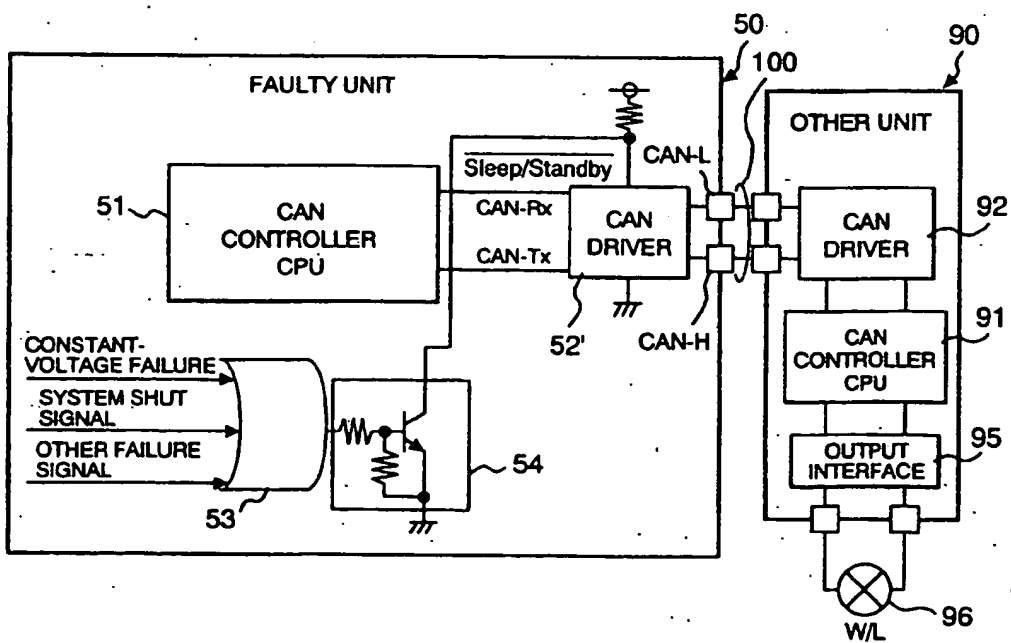 50
90
100
FAULTY UNIT
OTHER UNIT
Sleep/Standby
CAN-L
51
CAN
CONTROLLER
CPU
CAN-Rx
CAN-Tx
CAN
DRIVER
CAN
DRIVER
92
52'
CAN-H
91
CAN
CONTROLLER
CPU
CONSTANT-
VOLTAGE FAILURE
SYSTEM SHUT
SIGNAL
OTHER FAILURE
SIGNAL
53
54
95
OUTPUT
INTERFACE
96
W/L